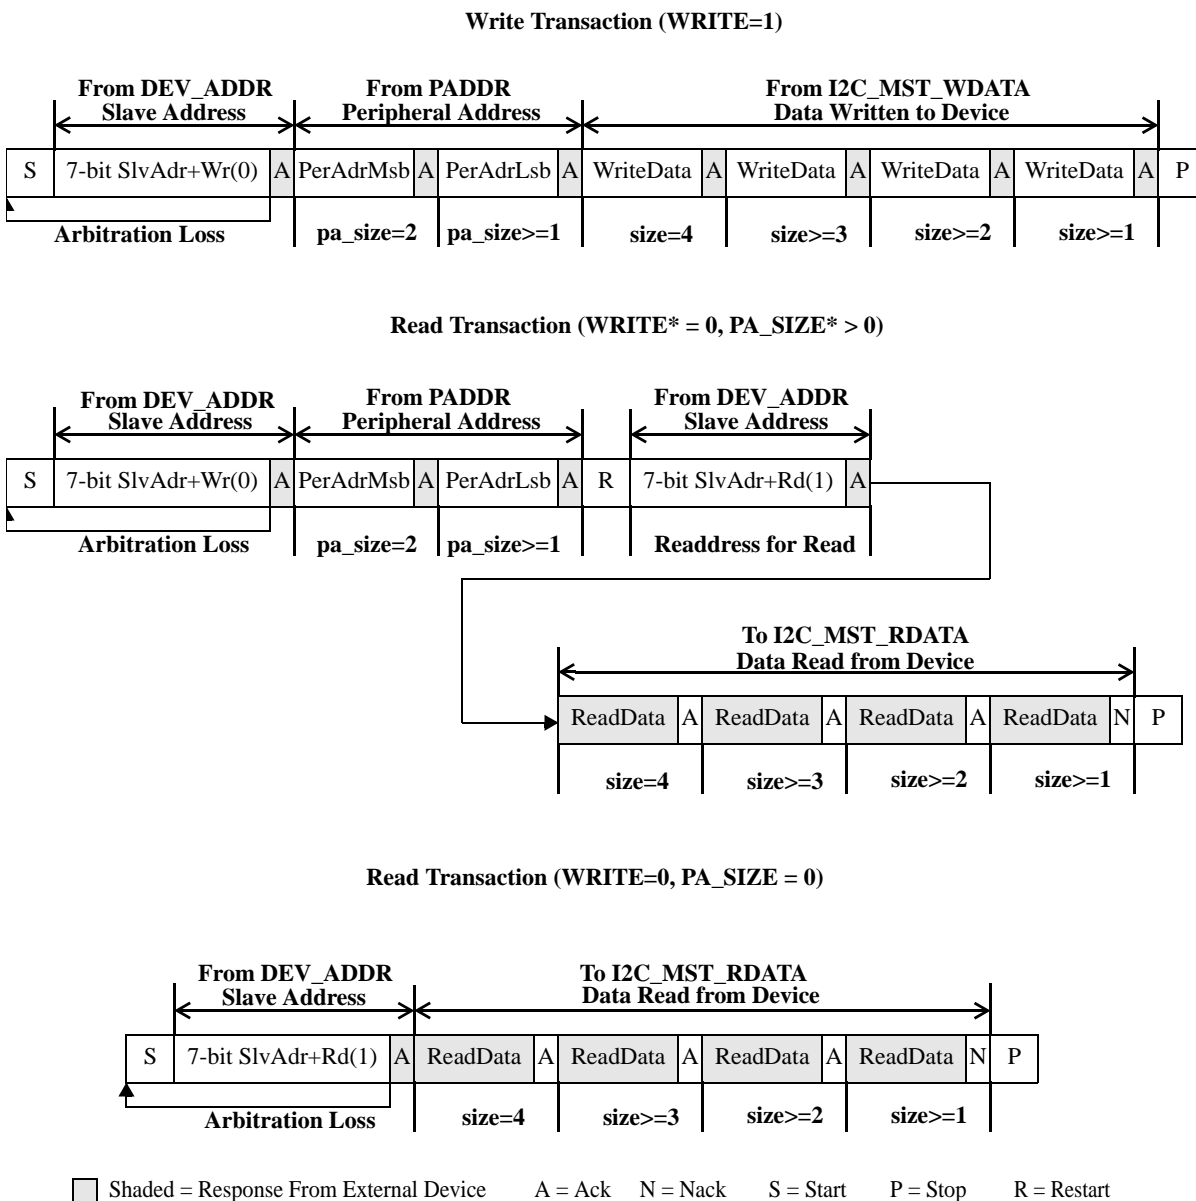 Write Transaction (WRITE=1)
From DEV_ADDR From PADDR From I2C_MST_WDATA
Slave Address Peripheral Address Data Written to Device
S 7-bit SlvAdr+Wr(0) A PerAdrMsb A PerAdrLsb A WriteData A WriteData A WriteData A WriteData A P
Arbitration Loss pa_size=2 pa_size>=1 size=4 size>=3 size>=2 size>=1
Read Transaction (WRITE* = 0, PA_SIZE* > 0)
From DEV_ADDR From PADDR From DEV_ADDR
Slave Address Peripheral Address Slave Address
S 7-bit SlvAdr+Wr(0) A PerAdrMsb A PerAdrLsb A R 7-bit SlvAdr+Rd(1) A
Arbitration Loss pa_size=2 pa_size>=1 Readdress for Read
To I2C_MST_RDATA
Data Read from Device
ReadData A ReadData A ReadData A ReadData N P
size=4 size>=3 size>=2 size>=1
Read Transaction (WRITE=0, PA_SIZE = 0)
From DEV_ADDR To I2C_MST_RDATA
Slave Address Data Read from Device
S 7-bit SlvAdr+Rd(1) A ReadData A ReadData A ReadData A ReadData N P
Arbitration Loss size=4 size>=3 size>=2 size>=1
Shaded = Response From External Device A = Ack N = Nack S = Start P = Stop R = Restart